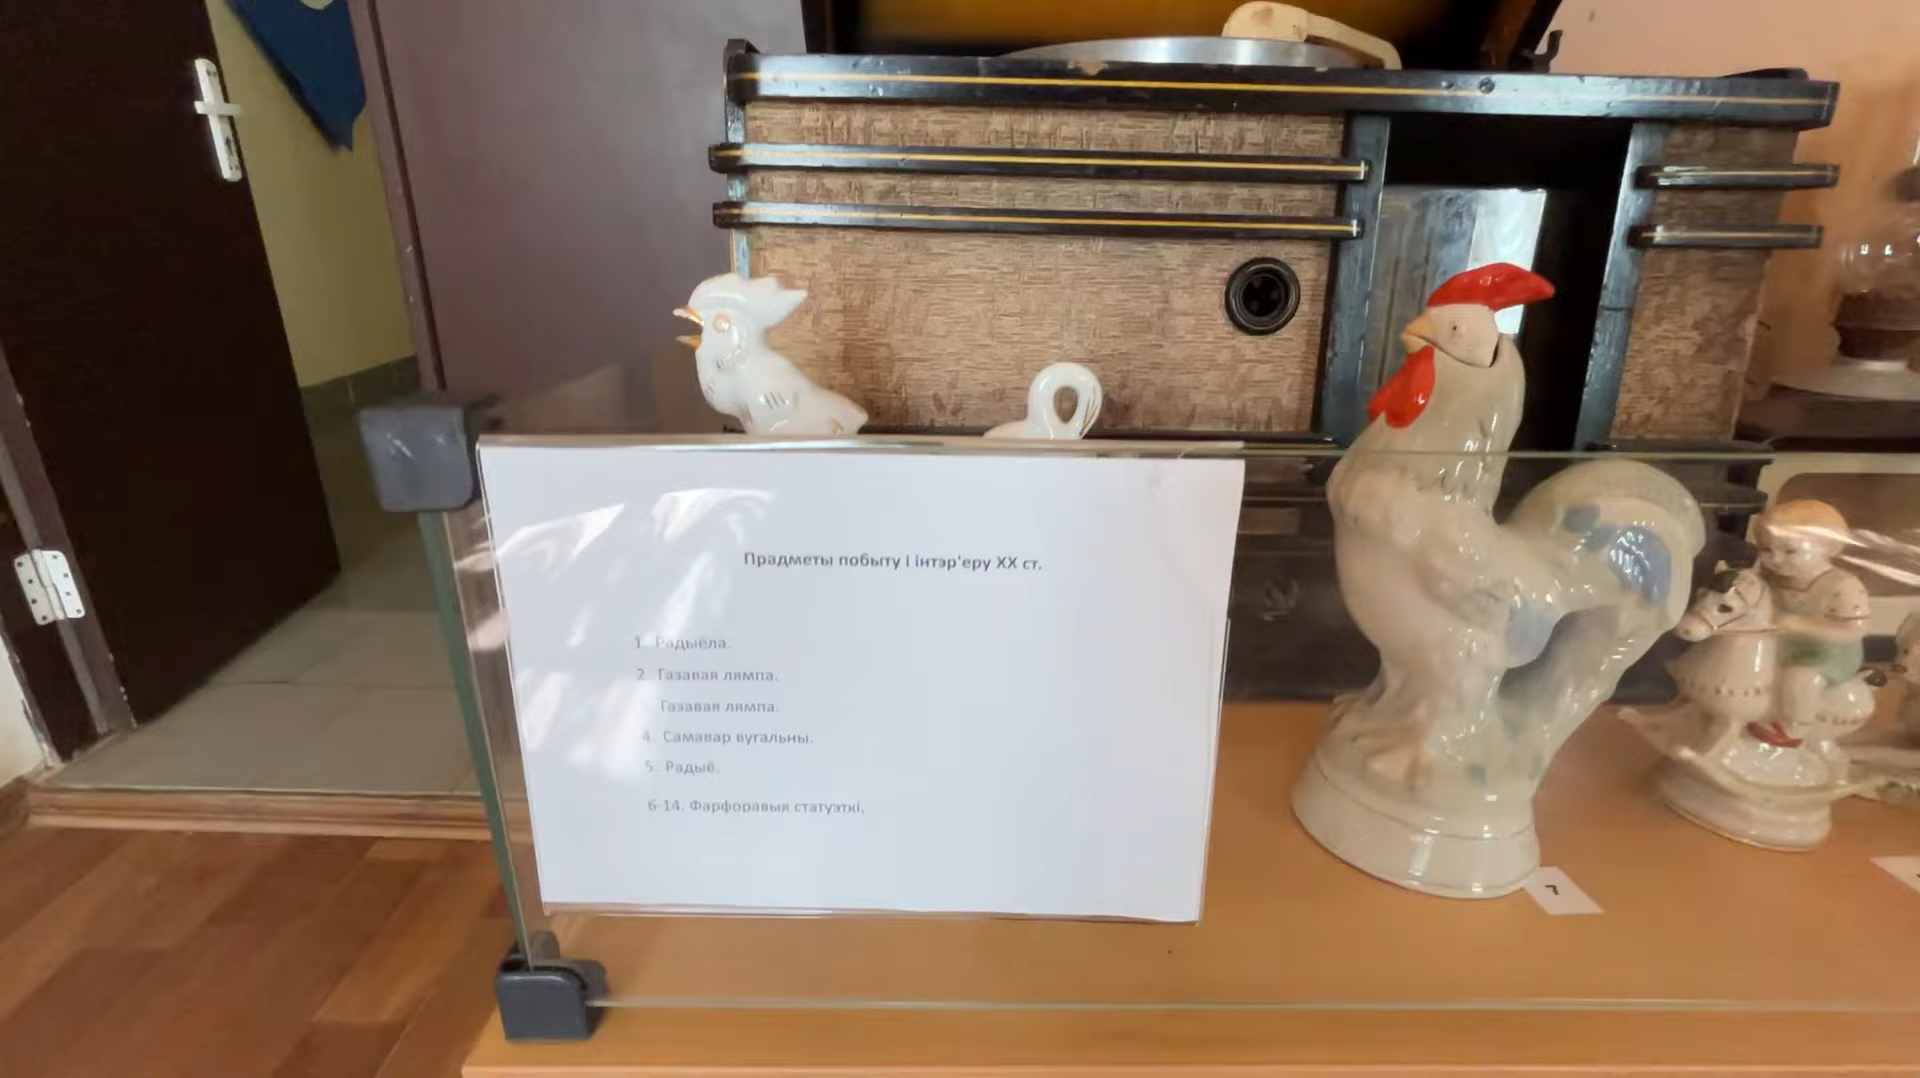 Прадметы побыту і інтэр'еру ХХ ст.
1. Радыёла.
2. Газавая лямпа.
Газавая лямпа.
4. Самавар вугальны.
5. Радыё.
6-14. Фарфоравыя статуэткі.
7